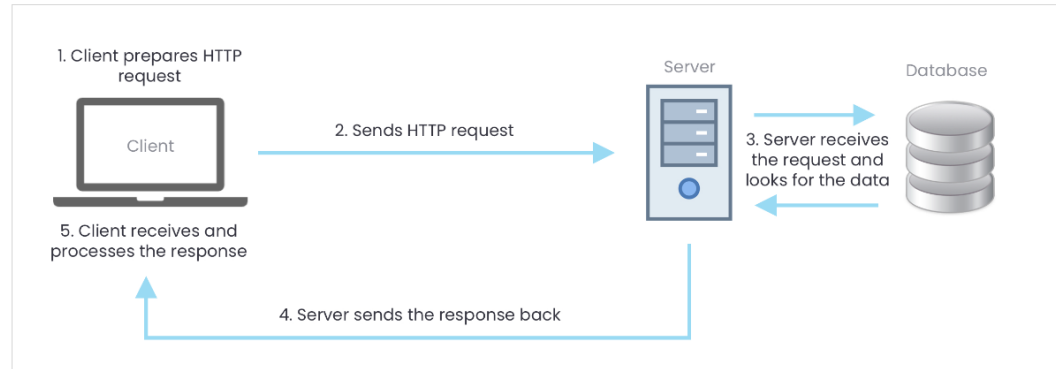 1. Client prepares HTTP
request
Client
2. Sends HTTP request
Server
Database
3. Server receives
the request and
looks for the data
5. Client receives and
processes the response
4. Server sends the response back